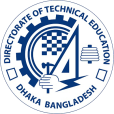 DIRECTORATE OF TECHNICAL EDUCATION
DHAKA BANGLADESH